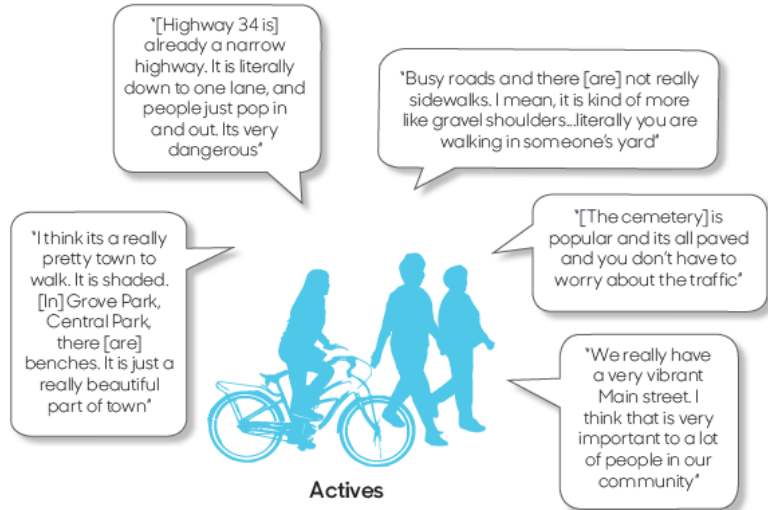 "[Highway 34 is]
already a narrow
highway. It is literally
down to one lane, and
people just pop in
and out. Its very
dangerous"
"Busy roads and there [are] not really
sidewalks. I mean, it is kind of more
like gravel shoulders...literally you are
walking in someone's yard"
"I think its a really
pretty town to
walk. It is shaded.
[In] Grove Park,
Central Park,
there [are]
benches. It is just a
really beautiful
part of town"
"[The cemetery] is
popular and its all paved
and you don't have to
worry about the traffic"
"We really have
a very vibrant
Main street. I
think that is very
important to a lot
of people in our
community"
Actives